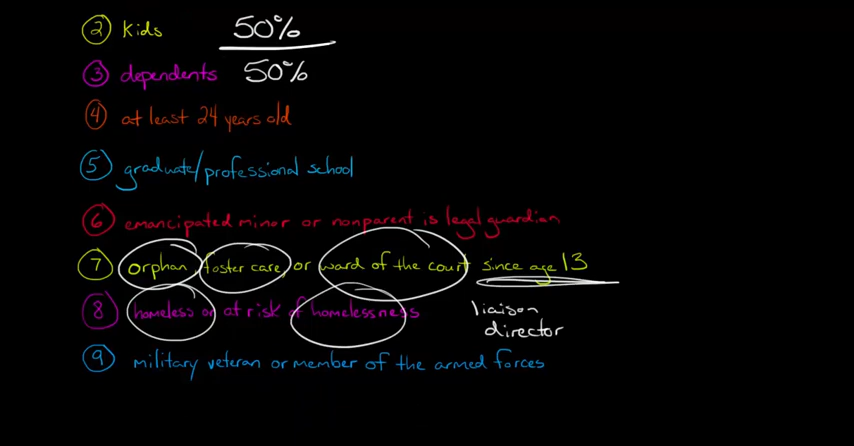 ② kids 50%
③ dependents 50%
④ at least 24 years old
⑤ graduate/professional school
⑥ emancipated minor or nonparent is legal guardian
⑦ orphan, foster care, or ward of the court since age 13
⑧ homeless or at risk of homelessness liaison
director
⑨ military veteran or member of the armed forces